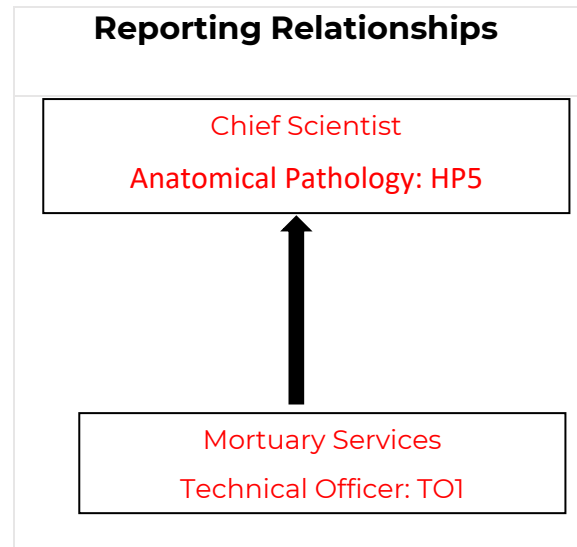 Reporting Relationships
Chief Scientist
Anatomical Pathology: HP5
Mortuary Services
Technical Officer: TO1